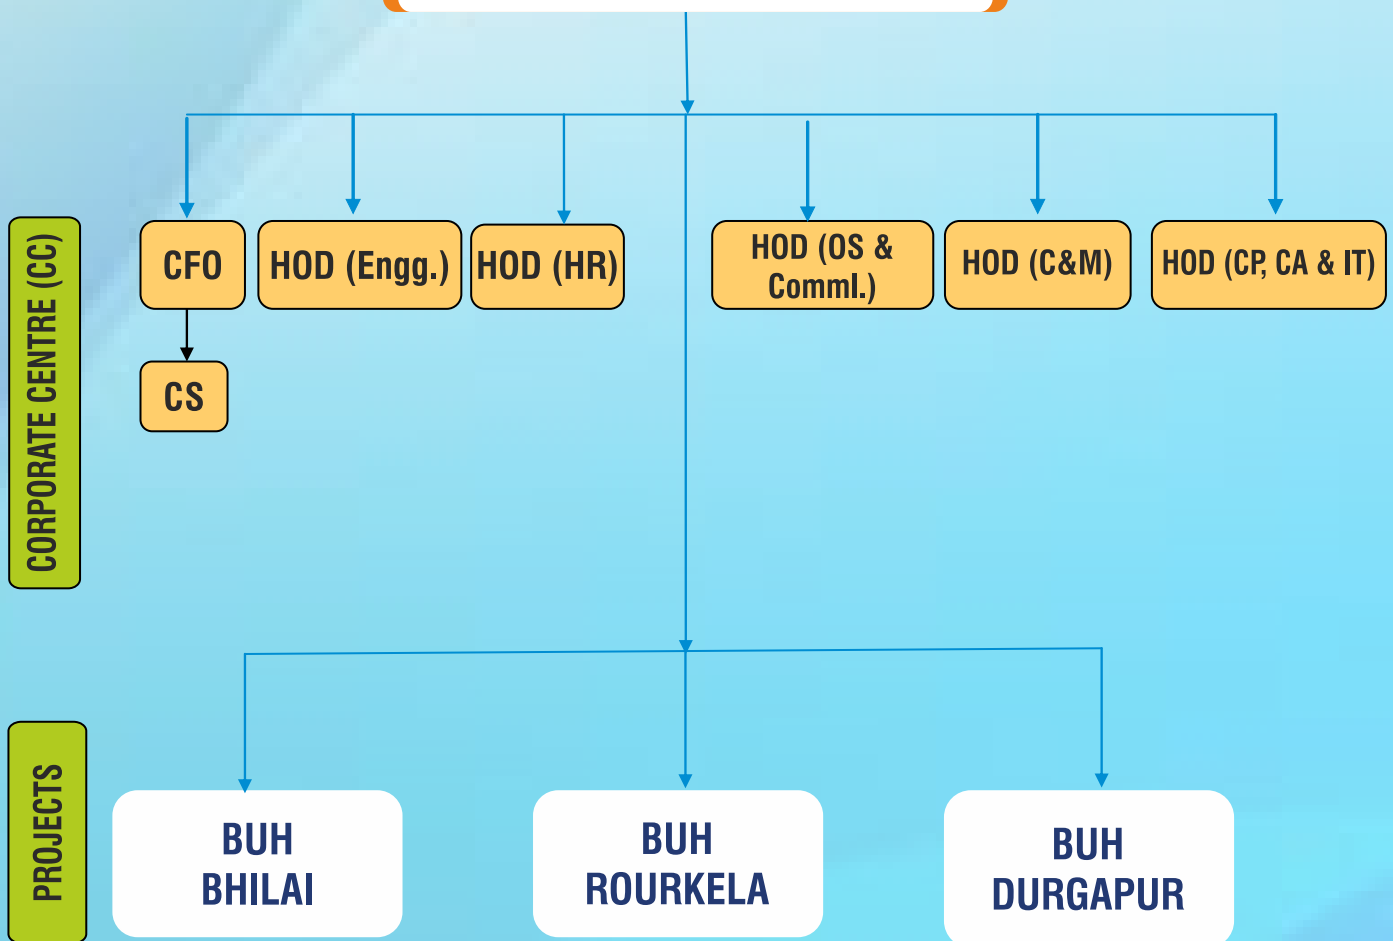 CORPORATE CENTRE (CC)
CFO
HOD (Engg.)
HOD (HR)
HOD (OS &
Comml.)
HOD (C&M)
HOD (CP, CA & IT)
CS
PROJECTS
BUH
BHILAI
BUH
ROURKELA
BUH
DURGAPUR